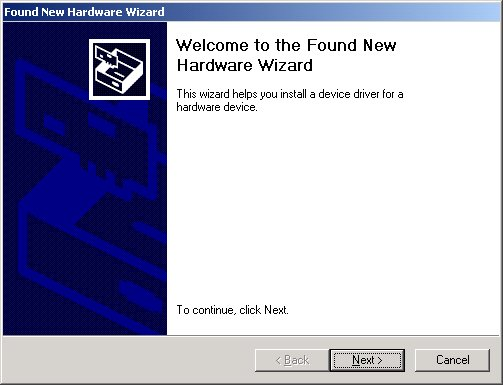 Found New Hardware Wizard
Welcome to the Found New
Hardware Wizard
This wizard helps you install a device driver for a
hardware device.
To continue, click Next.
< Back
Next >
Cancel